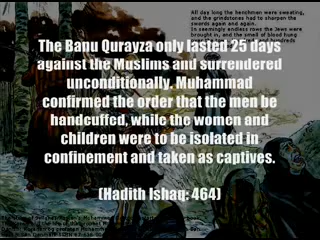 All day long the henchmen were sweating,
and the grindstones had to sharpen the
swords again and again.
In seemingly endless rows the Jews were
brought in, and the smell of blood hung
The Banu Qurayza only lasted 25 days
against the Muslims and surrendered
unconditionally. Muhammad
confirmed the order that the men be
handcuffed, while the women and
children were to be isolated in
confinement and taken as captives.
(Hadith Ishaq: 464)